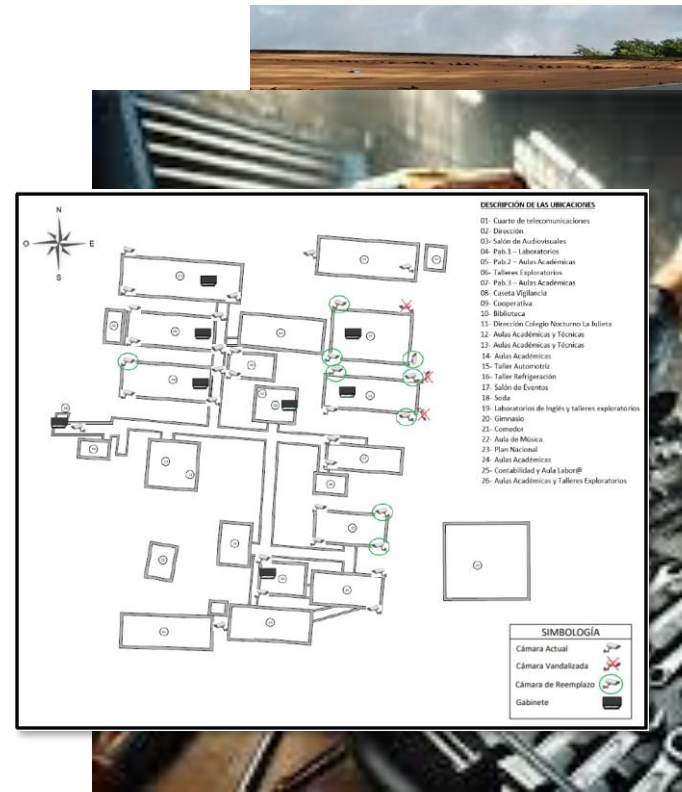 N
O
E
S
DESCRIPCIÓN DE LAS UBICACIONES
01- Cuarto de telecomunicaciones
02- Dirección
03- Salón de Audiovisuales
04- Pab.1 – Laboratorios
05- Pab.2 – Aulas Académicas
06- Talleres Exploratorios
07- Pab.3 – Aulas Académicas
08- Caseta Vigilancia
09- Cooperativa
10- Biblioteca
11- Dirección Colegio Nocturno La Julieta
12- Aulas Académicas y Técnicas
13- Aulas Académicas y Técnicas
14- Aulas Académicas
15- Taller Automotriz
16- Taller Refrigeración
17- Salón de Eventos
18- Soda
19- Laboratorios de Inglés y talleres exploratorios
20- Gimnasio
21- Comedor
22- Aula de Música
23- Plan Nacional
24- Aulas Académicas
25- Contabilidad y Aula Labor@
26- Aulas Académicas y Talleres Exploratorios
SIMBOLOGÍA
Cámara Actual
Cámara Vandalizada
Cámara de Reemplazo
Gabinete